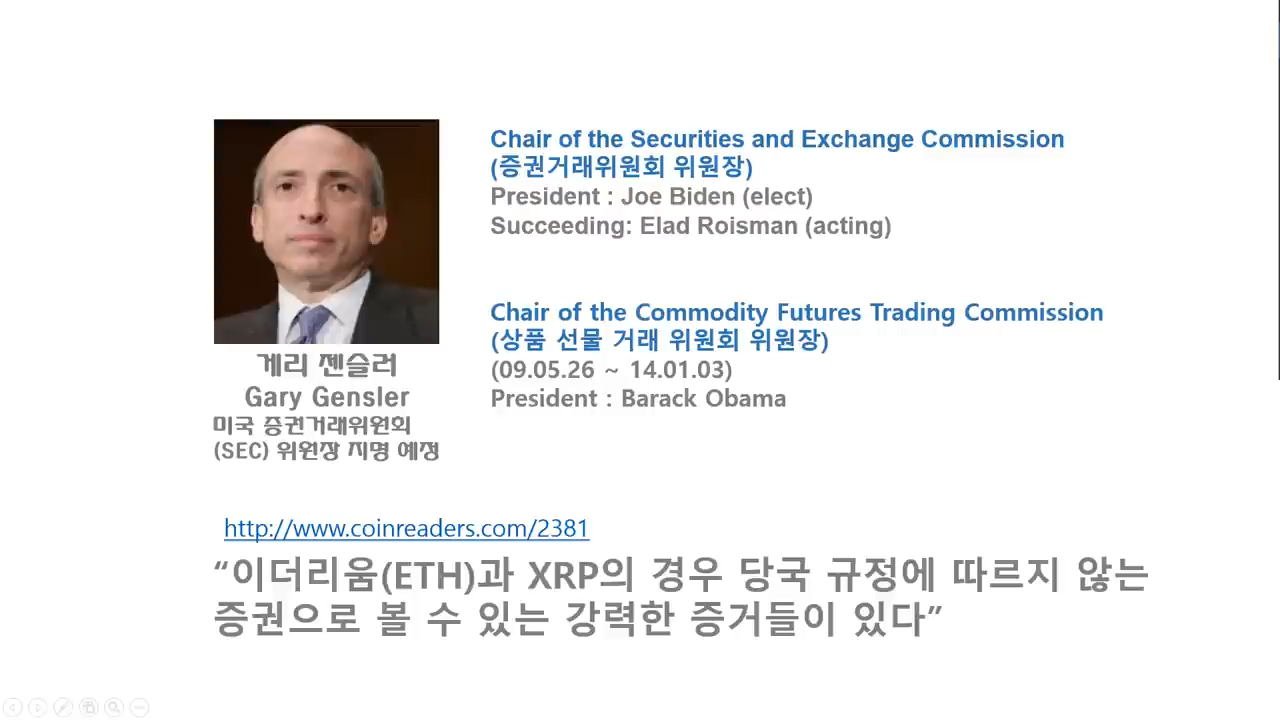 Chair of the Securities and Exchange Commission
(증권거래위원회 위원장)
President : Joe Biden (elect)
Succeeding: Elad Roisman (acting)
Chair of the Commodity Futures Trading Commission
(상품 선물 거래 위원회 위원장)
(09.05.26 ~ 14.01.03)
President : Barack Obama
게리 젠슬러
Gary Gensler
미국 증권거래위원회
(SEC) 위원장 지명 예정
http://www.coinreaders.com/2381
“이더리움(ETH)과 XRP의 경우 당국 규정에 따르지 않는
증권으로 볼 수 있는 강력한 증거들이 있다”